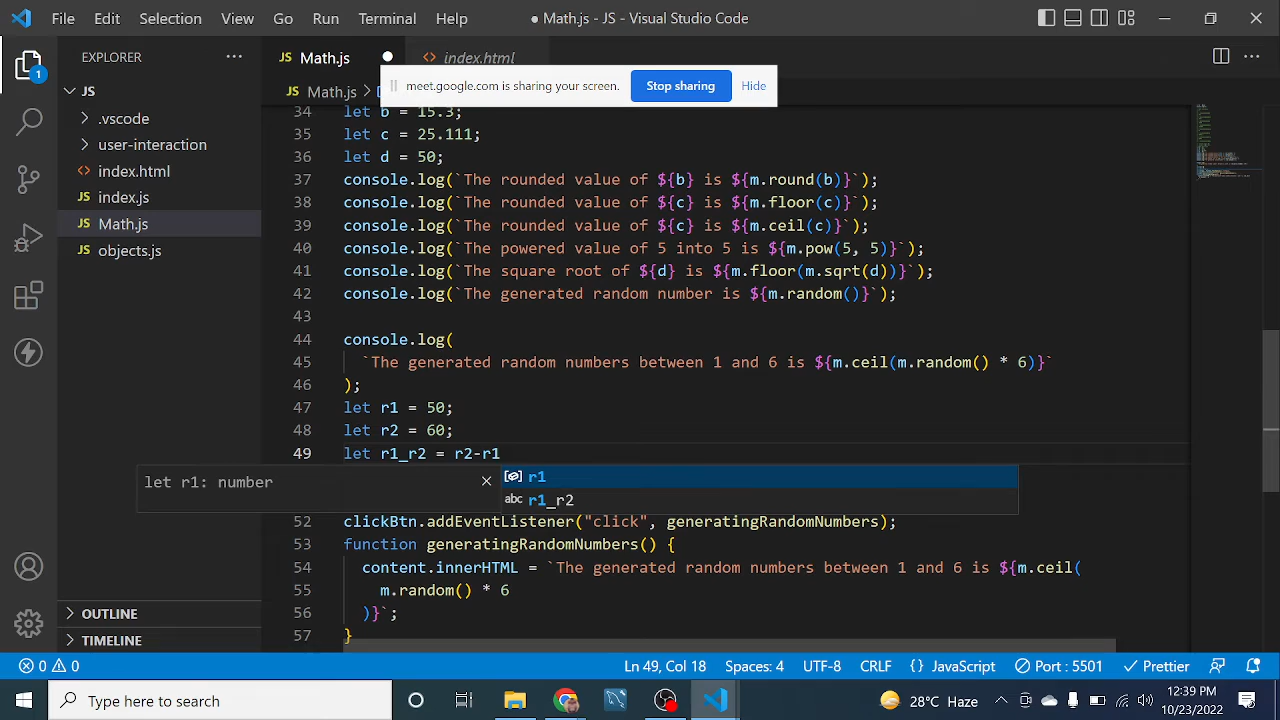 File Edit Selection View Go Run Terminal Help ● Math.js - JS - Visual Studio Code
EXPLORER
JS Math.js
<> index.html
meet.google.com is sharing your screen. Stop sharing Hide
JS Math.js >
1
JS
.vscode
user-interaction
<> index.html
JS index.js
JS Math.js
JS objects.js
34 let b = 15.3;
35 let c = 25.111;
36 let d = 50;
37 console.log(`The rounded value of ${b} is ${m.round(b)}`);
38 console.log(`The rounded value of ${c} is ${m.floor(c)}`);
39 console.log(`The rounded value of ${c} is ${m.ceil(c)}`);
40 console.log(`The powered value of 5 into 5 is ${m.pow(5, 5)}`);
41 console.log(`The square root of ${d} is ${m.floor(m.sqrt(d))}`);
42 console.log(`The generated random number is ${m.random()}`);
43
44 console.log(
45 `The generated random numbers between 1 and 6 is ${m.ceil(m.random() * 6)}`
46 );
47 let r1 = 50;
48 let r2 = 60;
49 let r1_r2 = r2-r1
let r1: number
r1
abc r1_r2
52 clickBtn.addEventListener("click", generatingRandomNumbers);
53 function generatingRandomNumbers() {
54 content.innerHTML = `The generated random numbers between 1 and 6 is ${m.ceil(
55 m.random() * 6
56 )}`;
57 }
OUTLINE
TIMELINE
0 0 Ln 49, Col 18 Spaces: 4 UTF-8 CRLF {} JavaScript Port : 5501 Prettier
Type here to search
28°C Haze
12:39 PM
10/23/2022